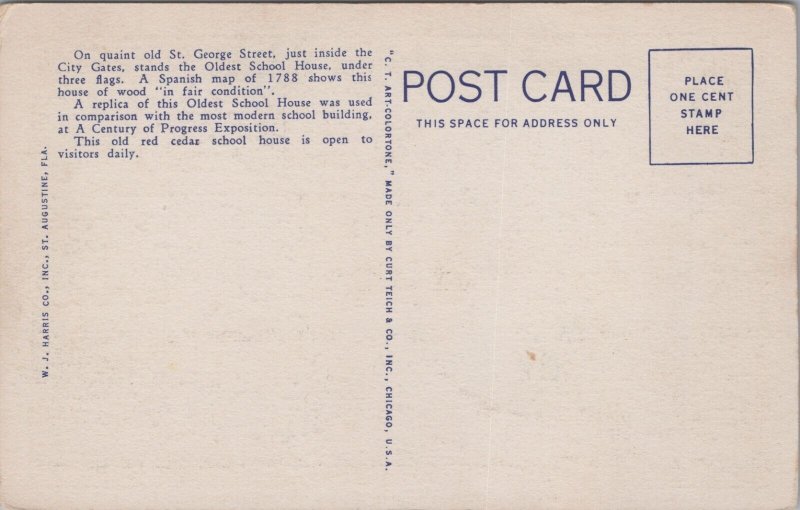 On quaint old St. George Street, just inside the
City Gates, stands the Oldest School House, under
three flags. A Spanish map of 1788 shows this
house of wood "in fair condition".
A replica of this Oldest School House was used
in comparison with the most modern school building,
at A Century of Progress Exposition.
This old red cedar school house is open to
visitors daily.
W. J. HARRIS CO., INC., ST. AUGUSTINE, FLA.
"C. T. ART-COLORTONE," MADE ONLY BY CURT TEICH & CO., INC., CHICAGO, U.S.A.
POST CARD
THIS SPACE FOR ADDRESS ONLY
PLACE
ONE CENT
STAMP
HERE